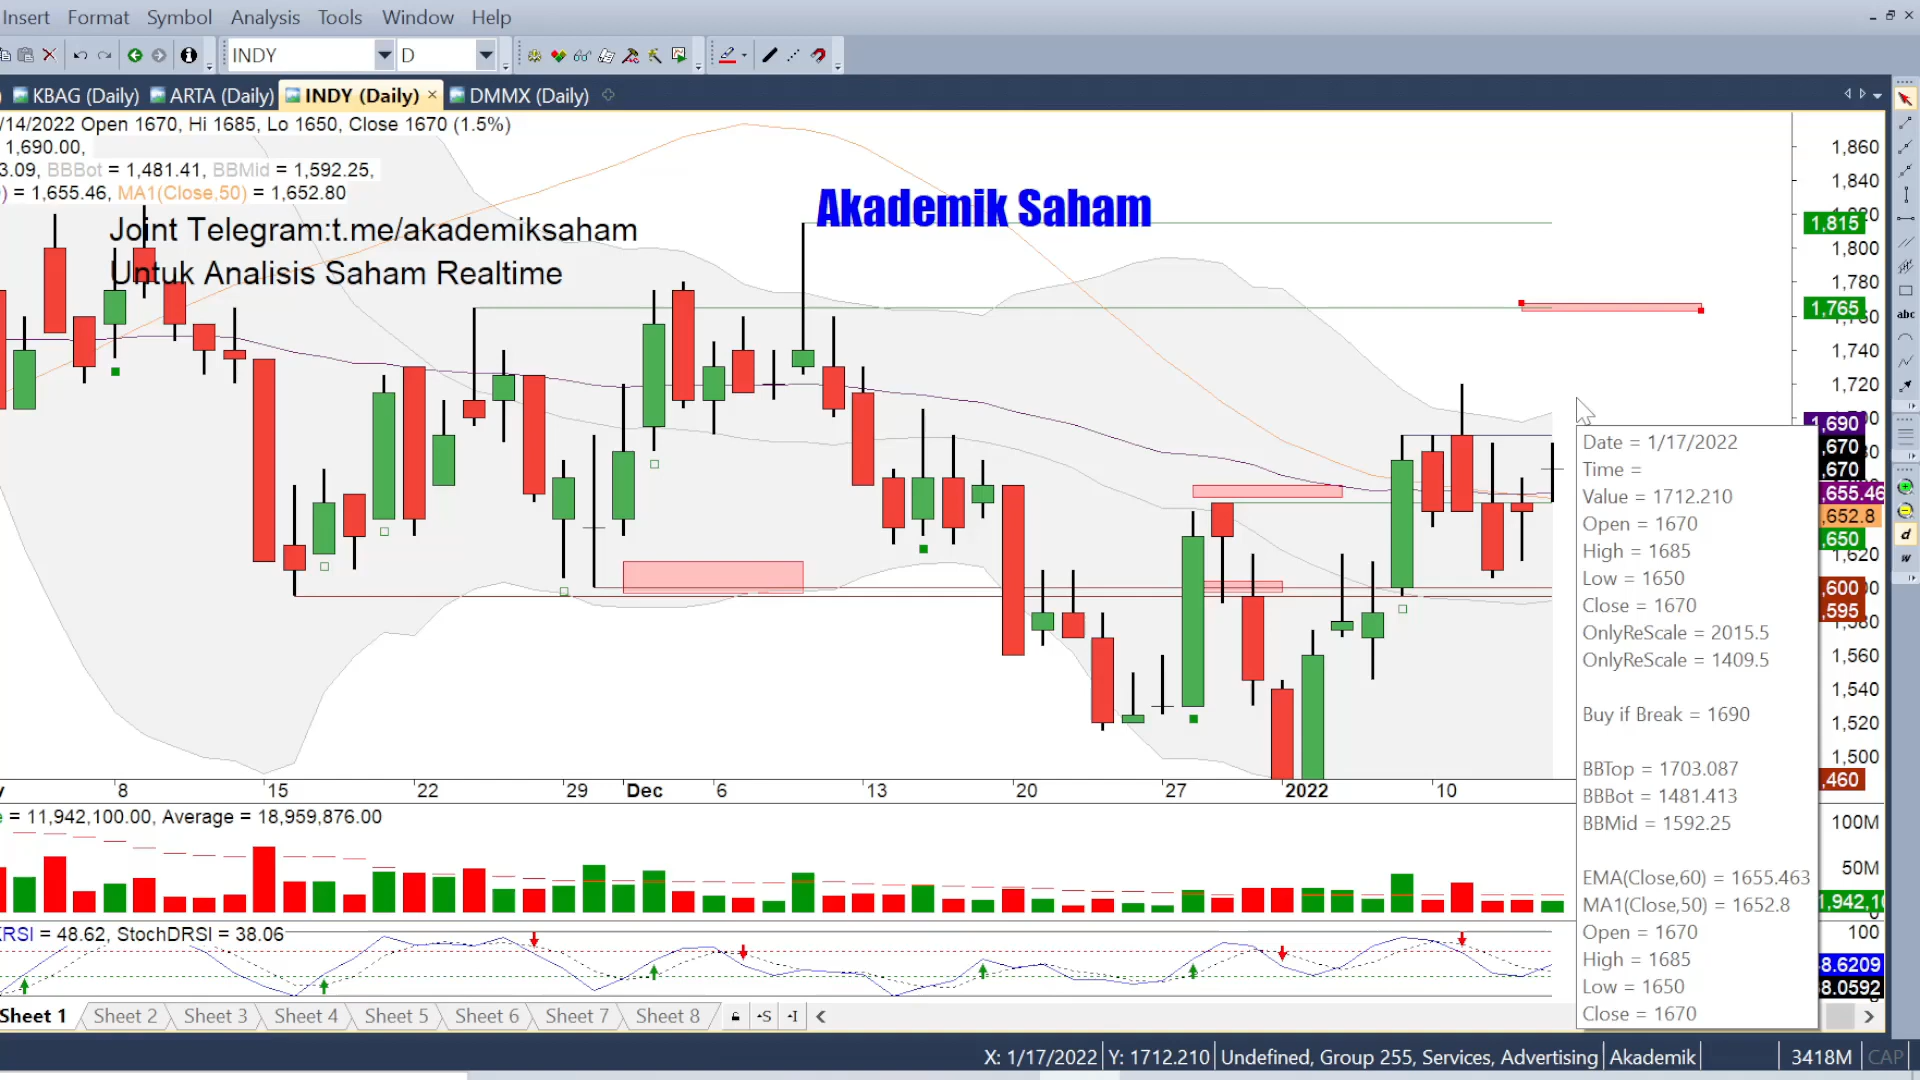 Insert Format Symbol Analysis Tools Window Help
INDY D
KBAG (Daily) ARTA (Daily) INDY (Daily) × DMMX (Daily)
/14/2022 Open 1670, Hi 1685, Lo 1650, Close 1670 (1.5%)
1,690.00,
3.09, BBBot = 1,481.41, BBMid = 1,592.25,
) = 1,655.46, MA1(Close,50) = 1,652.80
Joint Telegram:t.me/akademiksaham
Untuk Analisis Saham Realtime
Akademik Saham
1,860
1,840
1,815
1,800
1,780
1,765
1,740
1,720
1,690
,670
,670
,655.46
,652.8
,650
1,620
,600
,595
1,560
1,540
1,520
1,500
,460
abc
d
w
Date = 1/17/2022
Time =
Value = 1712.210
Open = 1670
High = 1685
Low = 1650
Close = 1670
OnlyReScale = 2015.5
OnlyReScale = 1409.5
Buy if Break = 1690
BBTop = 1703.087
BBBot = 1481.413
BBMid = 1592.25
EMA(Close,60) = 1655.463
MA1(Close,50) = 1652.8
Open = 1670
High = 1685
Low = 1650
Close = 1670
8 15 22 29 Dec 6 13 20 27 2022 10
= 11,942,100.00, Average = 18,959,876.00
100M
50M
1,942,10
RSI = 48.62, StochDRSI = 38.06
100
8.6209
8.0592
Sheet 1 Sheet 2 Sheet 3 Sheet 4 Sheet 5 Sheet 6 Sheet 7 Sheet 8
X: 1/17/2022 Y: 1712.210 Undefined, Group 255, Services, Advertising Akademik 3418M CAP